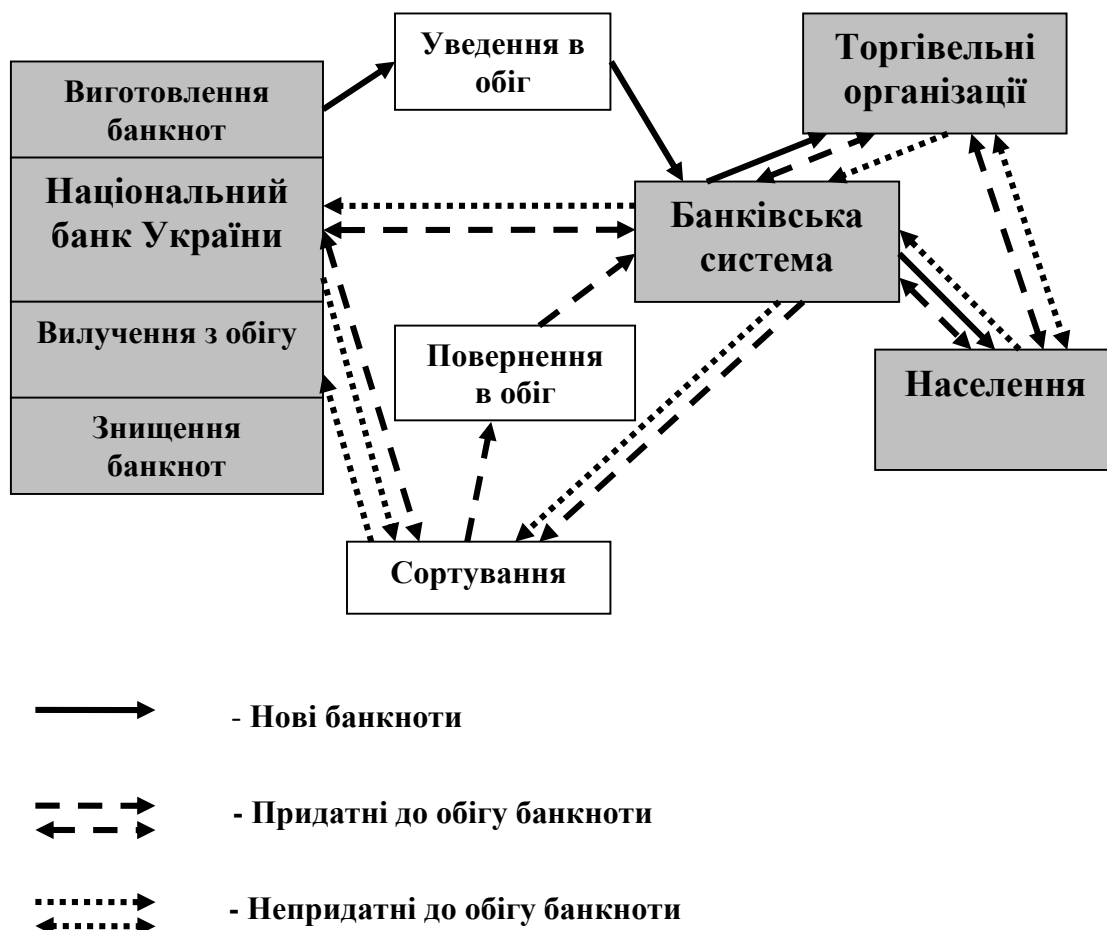 Виготовлення
банкнот
Національний
банк України
Вилучення з обігу
Знищення
банкнот
Уведення в
обіг
Повернення
в обіг
Сортування
Торгівельні
організації
Банківська
система
Населення
- Нові банкноти
- Придатні до обігу банкноти
- Непридатні до обігу банкноти